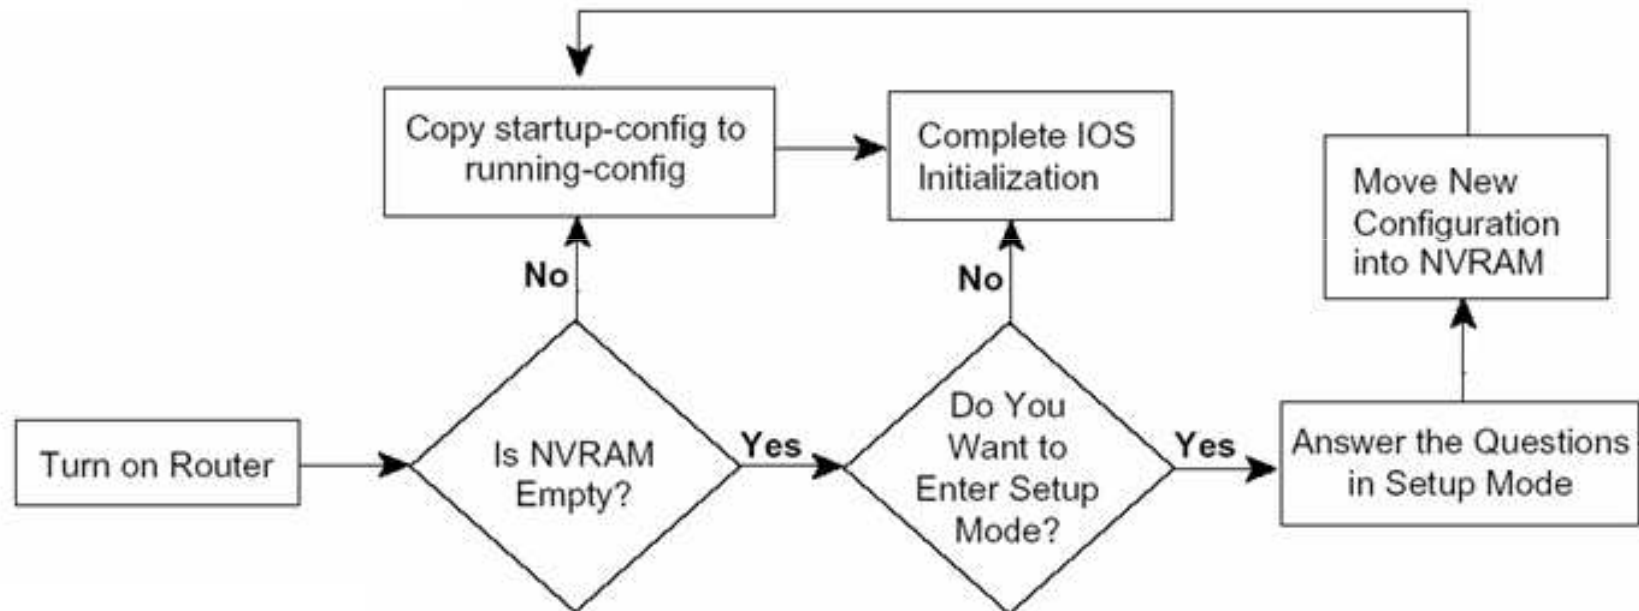 Copy startup-config to
running-config
Complete IOS
Initialization
Move New
Configuration
into NVRAM
No
No
Turn on Router
Is NVRAM
Empty?
Yes
Do You
Want to
Enter Setup
Mode?
Yes
Answer the Questions
in Setup Mode